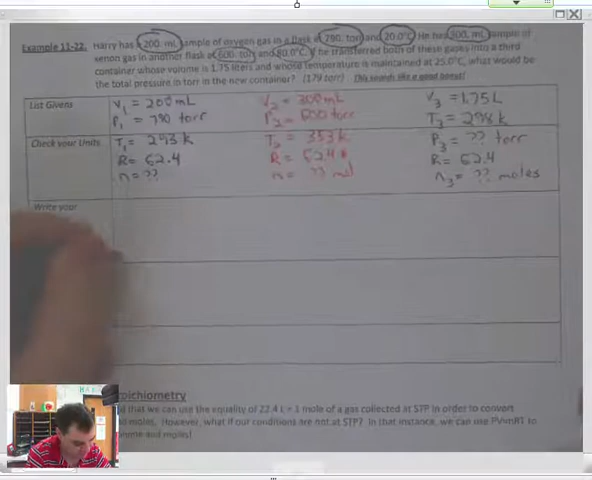 Example 11-22. Harry has a 200. mL sample of oxygen gas in a flask at 790. torr and 20.0°C. He has 300. mL sample of
xenon gas in another flask at 600. torr and 80.0°C. If he transferred both of these gases into a third
container whose volume is 1.75 liters and whose temperature is maintained at 25.0°C, what would be
the total pressure in torr in the new container? (179 torr) This smells like a good boost!
List Givens
V₁ = 200 mL V₂ = 300 mL V₃ = 1.75 L
P₁ = 790 torr 600 torr T₃ = 298 K
Check your Units
T₁ = 293 K T₂ = 353 K P₃ = ?? torr
R = 62.4 R = 62.4 R = 62.4
n = ?? n = ?? mol n₃ = ?? moles
Write your
oichiometry
that we can use the equality of 22.4 L = 1 mole of a gas collected at STP in order to convert
moles. However, what if our conditions are not at STP? In that instance, we can use PV=nRT to
and moles!